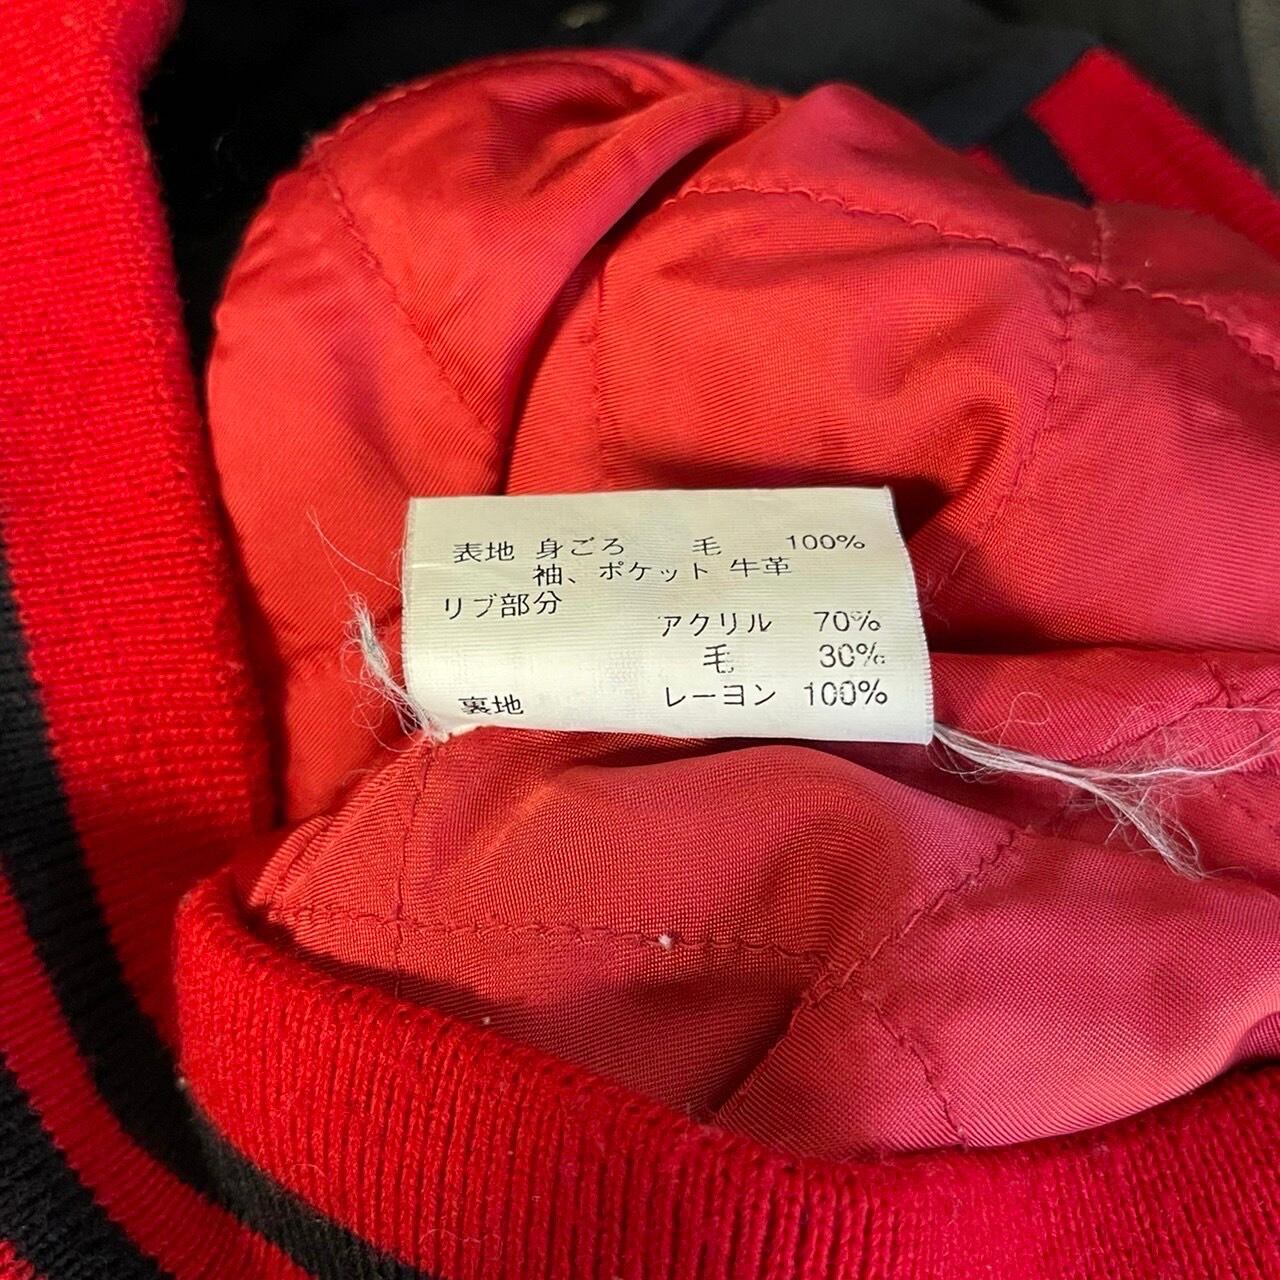 表地 身ごろ 毛 100%
袖、ポケット 牛革
リブ部分
アクリル 70%
毛 30%
裏地 レーヨン 100%